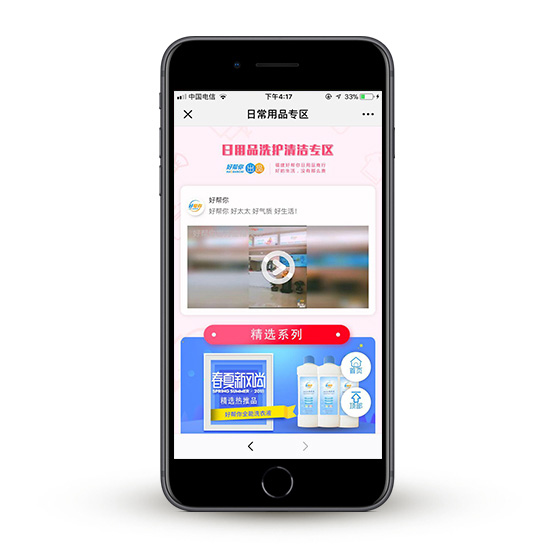 中国电信
下午4:17
33%
日常用品专区
日用品洗护清洁专区
好帮你
好帮你
好帮你 好太太 好气质 好生活!
精选系列
春夏新风尚
SPRING SUMMER
精选热推品
好帮你全能洗衣液
首页
顶部